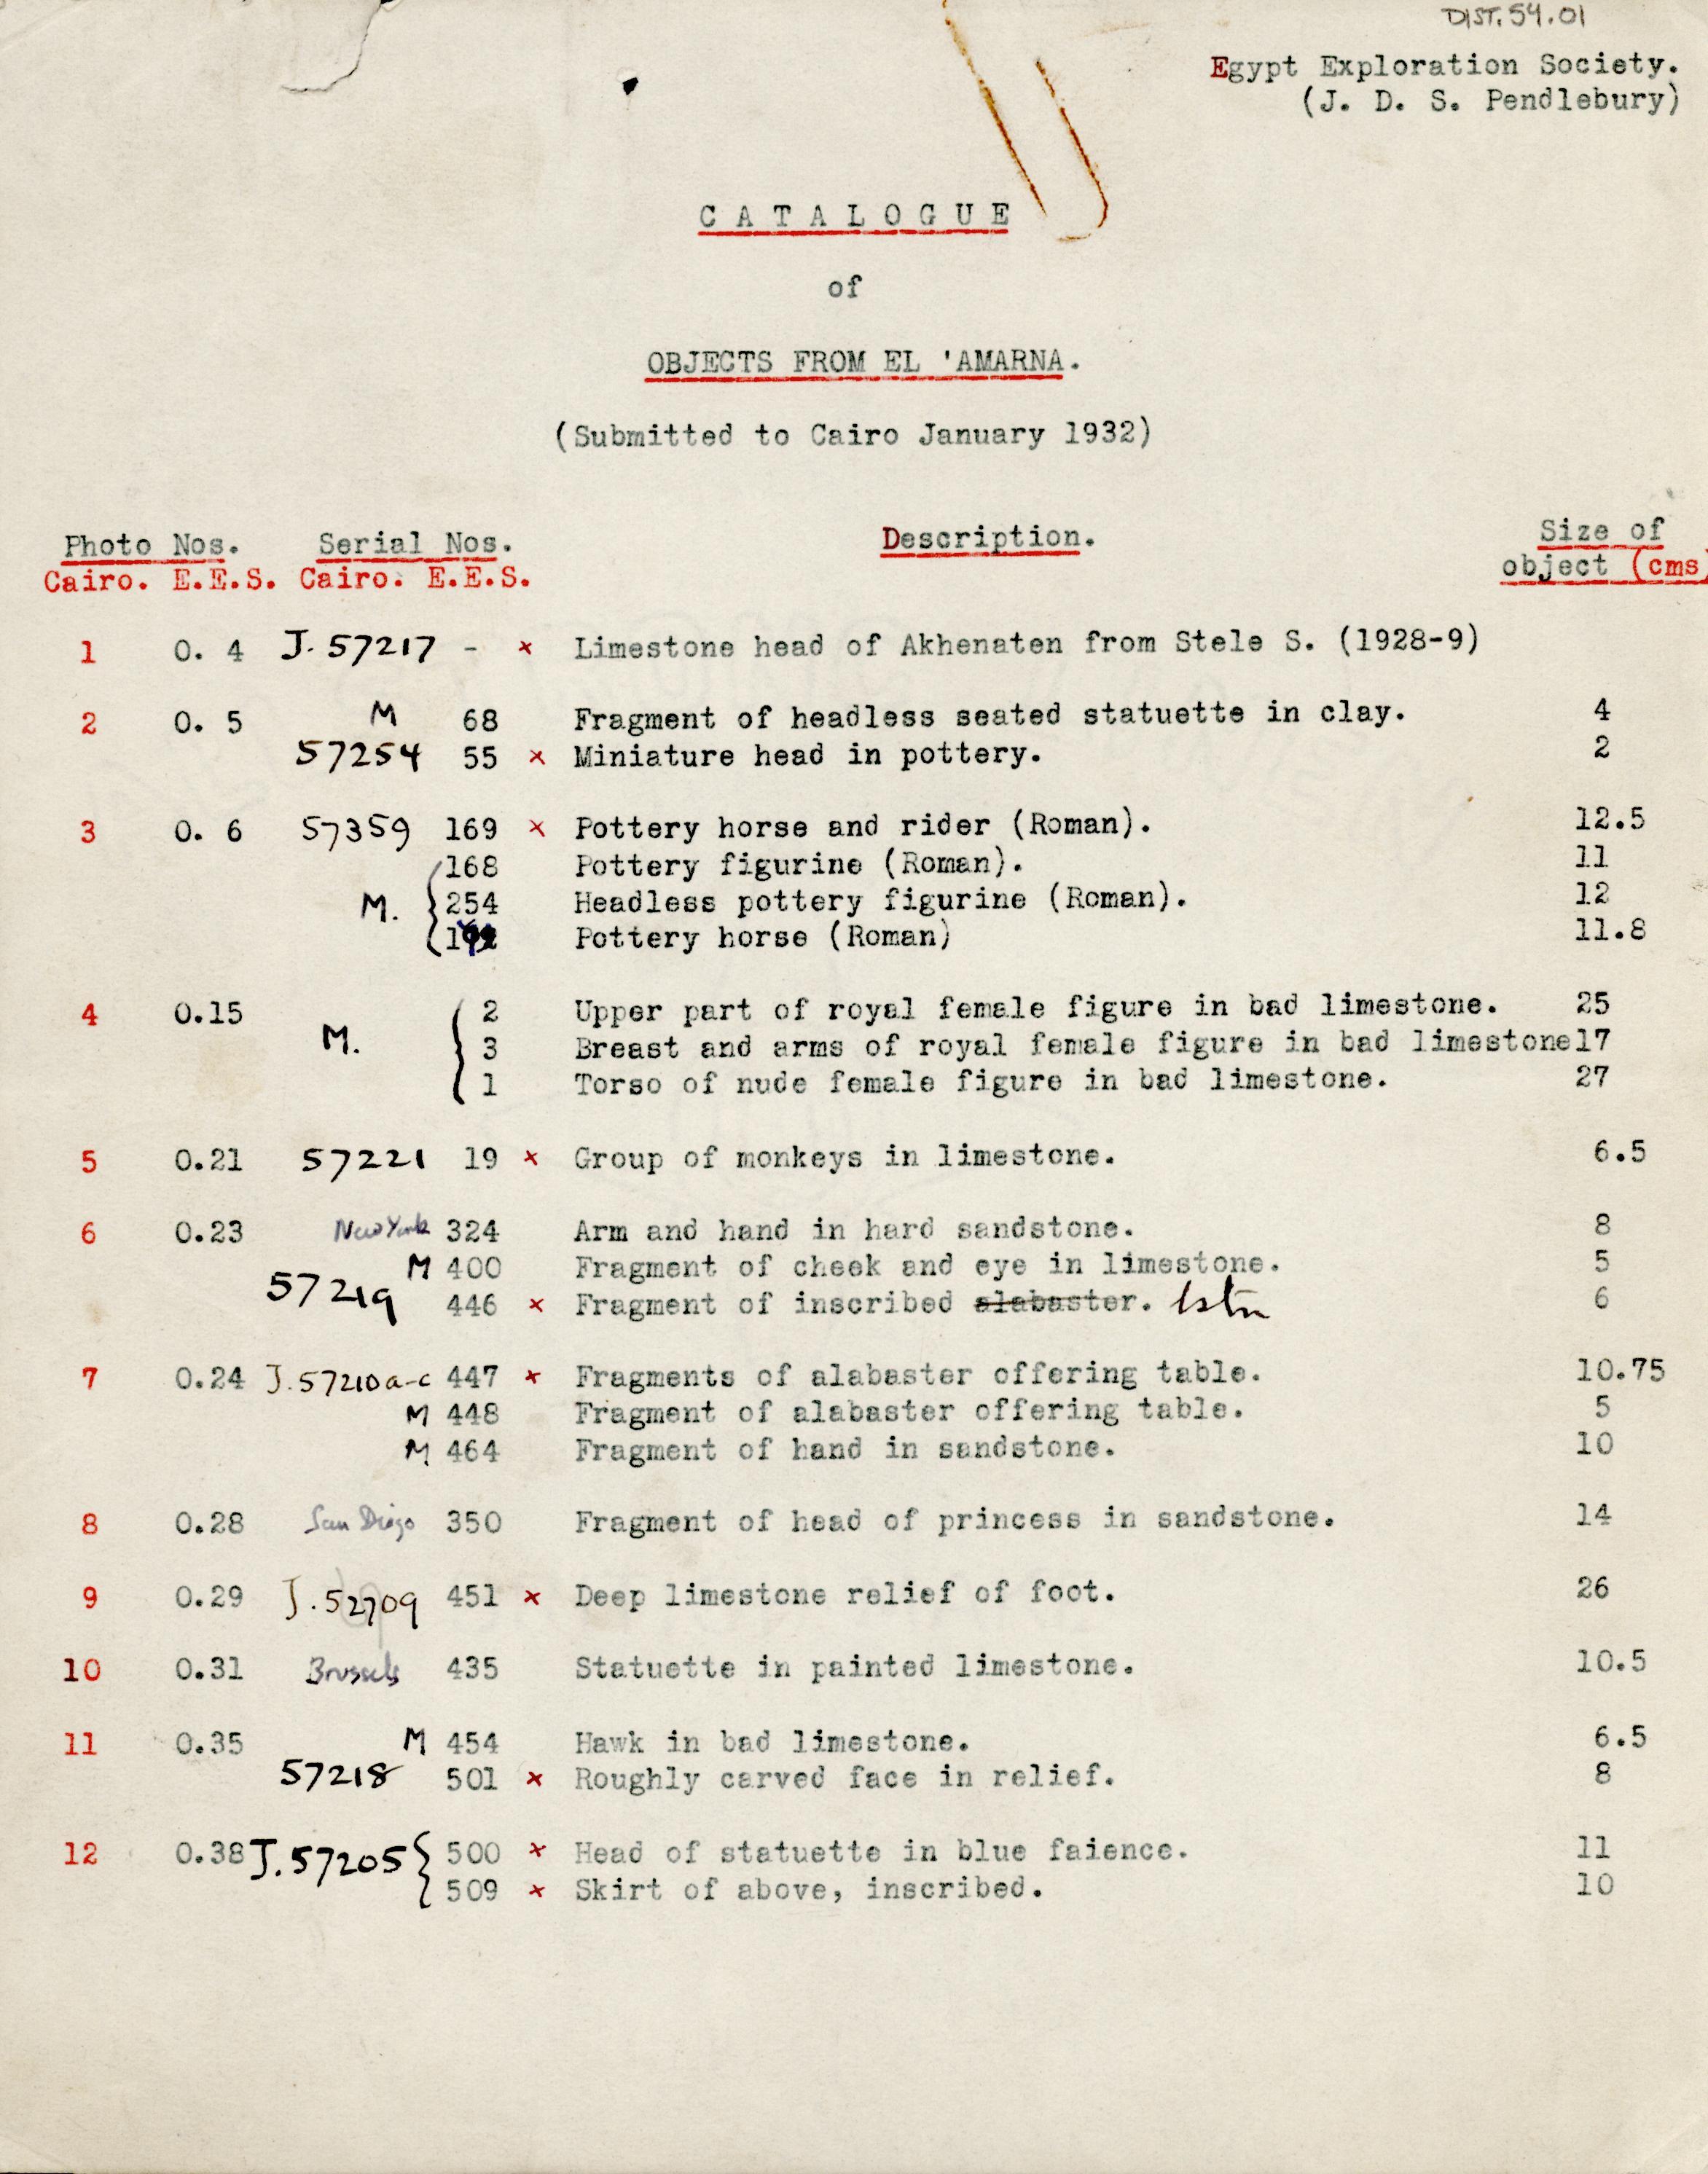 DIST.54.01
Egypt Exploration Society.
(J. D. S. Pendlebury)
CATALOGUE
of
OBJECTS FROM EL 'AMARNA.
(Submitted to Cairo January 1932)
Photo Nos. Serial Nos. Description. Size of
Cairo. E.E.S. Cairo. E.E.S. object (cms)
1 0. 4 J. 57217 - × Limestone head of Akhenaten from Stele S. (1928-9)
2 0. 5 M 68 Fragment of headless seated statuette in clay. 4
57254 55 × Miniature head in pottery. 2
3 0. 6 57359 169 × Pottery horse and rider (Roman). 12.5
168 Pottery figurine (Roman). 11
M. 254 Headless pottery figurine (Roman). 12
Pottery horse (Roman) 11.8
4 0.15 2 Upper part of royal female figure in bad limestone. 25
M. 3 Breast and arms of royal female figure in bad limestone 17
1 Torso of nude female figure in bad limestone. 27
5 0.21 57221 19 × Group of monkeys in limestone. 6.5
6 0.23 New York 324 Arm and hand in hard sandstone. 8
M 400 Fragment of cheek and eye in limestone. 5
57219 446 × Fragment of inscribed alabaster. lstn 6
7 0.24 J.57210a-c 447 × Fragments of alabaster offering table. 10.75
M 448 Fragment of alabaster offering table. 5
M 464 Fragment of hand in sandstone. 10
8 0.28 San Diego 350 Fragment of head of princess in sandstone. 14
9 0.29 J.52709 451 × Deep limestone relief of foot. 26
10 0.31 Brussels 435 Statuette in painted limestone. 10.5
11 0.35 M 454 Hawk in bad limestone. 6.5
57218 501 × Roughly carved face in relief. 8
12 0.38 J.57205 500 × Head of statuette in blue faience. 11
509 × Skirt of above, inscribed. 10